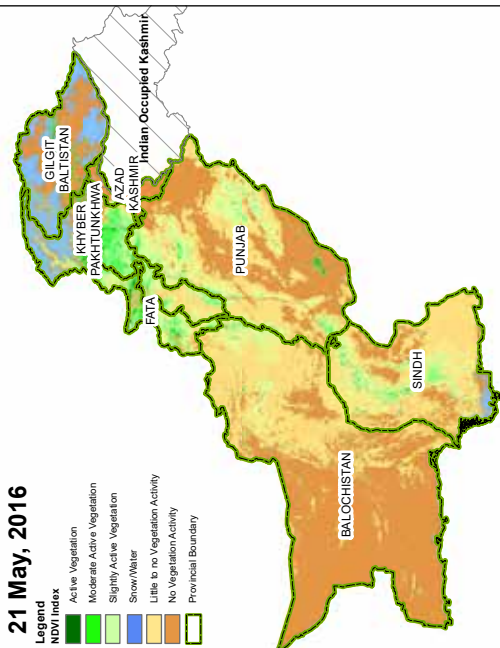 21 May, 2016
Legend
NDVI Index
Active Vegetation
Moderate Active Vegetation
Slightly Active Vegetation
Snow/Water
Little to no Vegetation Activity
No Vegetation Activity
Provincial Boundary
GILGIT
BALTISTAN
KHYBER
PAKHTUNKHWA
AZAD
KASHMIR
Indian Occupied Kashmir
FATA
PUNJAB
BALOCHISTAN
SINDH